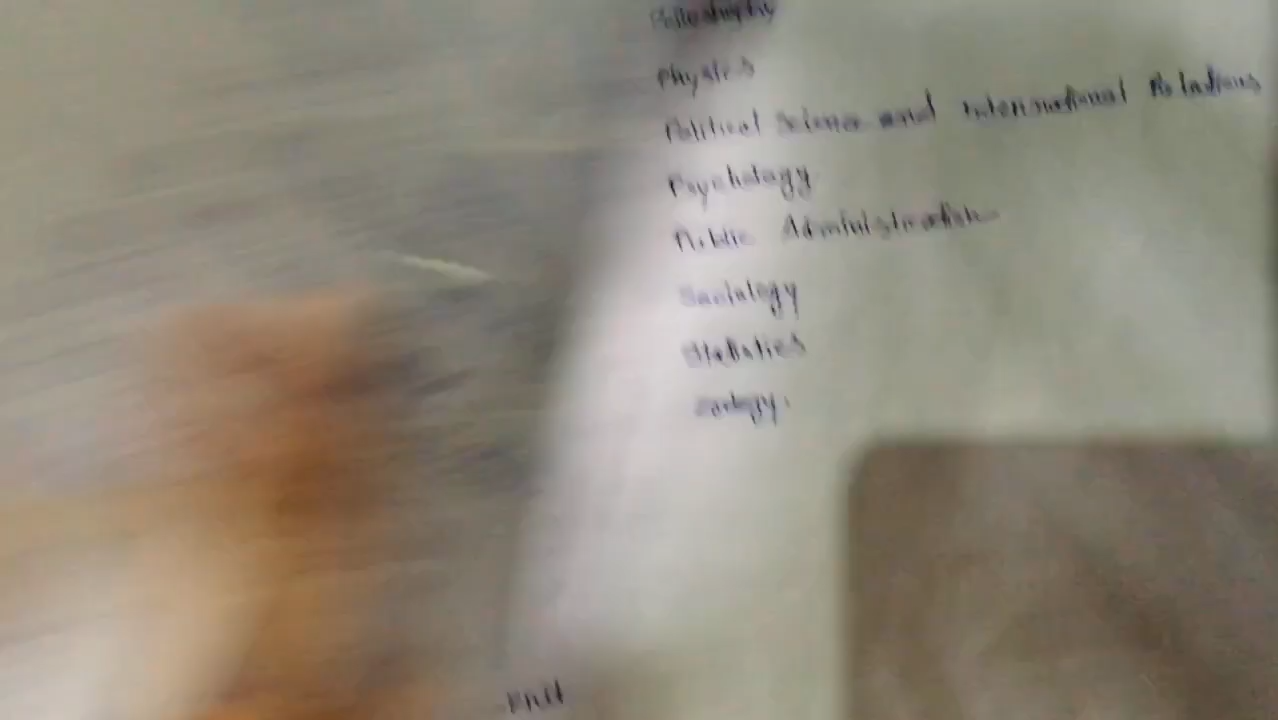 Philosophy
Physics
Political Science and International Relations
Psychology
Public Administration
Sociology
Statistics
Zoology.